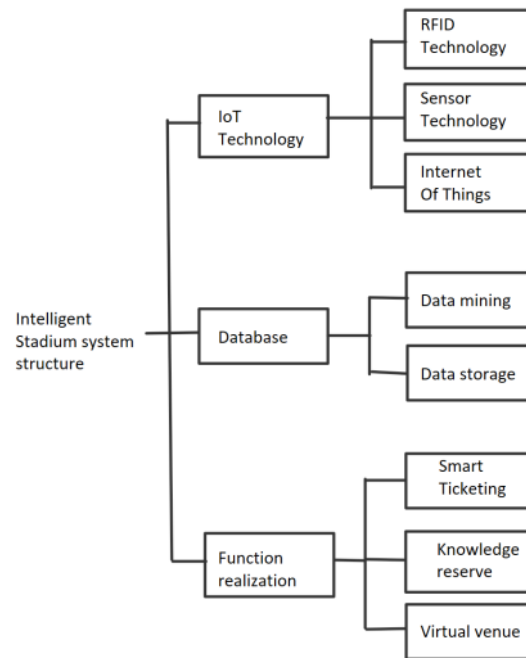 RFID
Technology
IoT
Technology
Sensor
Technology
Internet
Of Things
Intelligent
Stadium system
structure
Database
Data mining
Data storage
Function
realization
Smart
Ticketing
Knowledge
reserve
Virtual venue